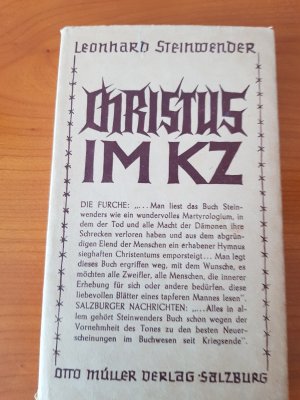 Leonhard Steinwender
Christus
IM KZ
DIE FURCHE: „... Man liest das Buch Stein-
wenders wie ein wundervolles Martyrologium, in
dem der Tod und alle Macht der Dämonen ihre
Schrecken verloren haben und aus dem abgrün-
digen Elend der Menschen ein erhabener Hymnus
sieghaften Christentums emporsteigt... Man legt
dieses Buch ergriffen weg, mit dem Wunsche, es
möchten alle Zweifler, alle Menschen, die innerer
Erhebung für sich oder andere bedürfen, diese
liebevollen Blätter eines tapferen Mannes lesen".
SALZBURGER NACHRICHTEN: „... Alles in al-
lem gehört Steinwenders Buch schon wegen der
Vornehmheit des Tones zu den besten Neuer-
scheinungen im Buchwesen seit Kriegsende".
OTTO MÜLLER VERLAG · SALZBURG